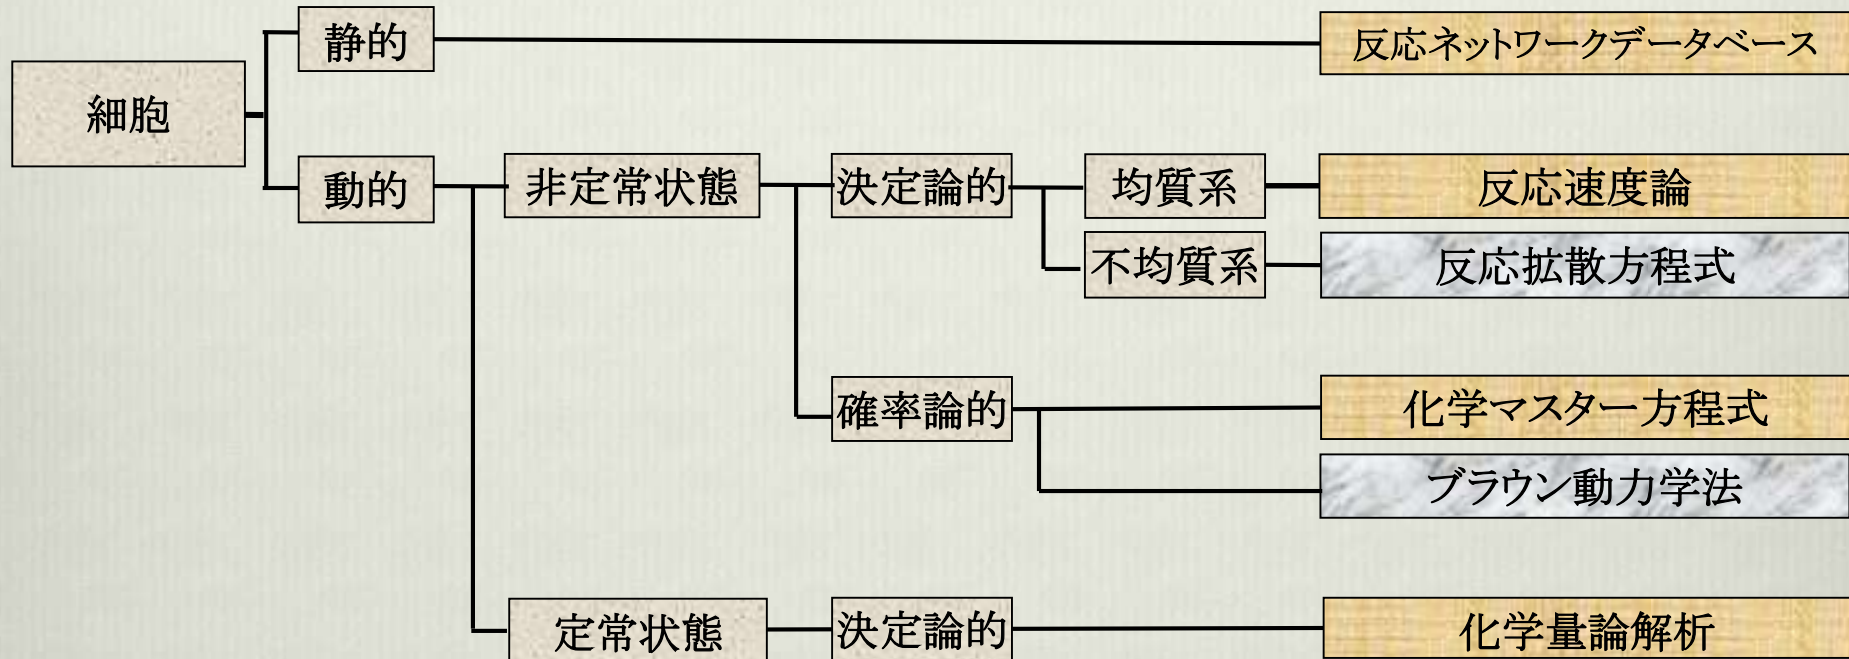 静的
反応ネットワークデータベース
細胞
動的
非定常状態
決定論的
均質系
反応速度論
不均質系
反応拡散方程式
確率論的
化学マスター方程式
ブラウン動力学法
定常状態
決定論的
化学量論解析